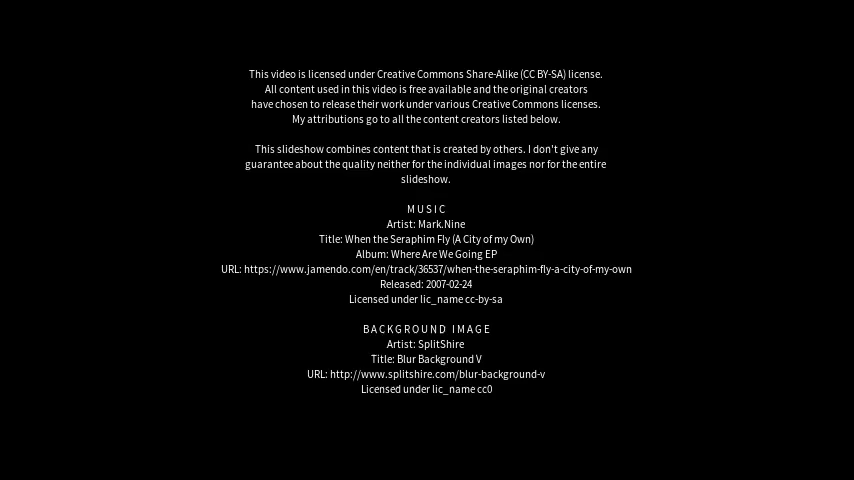 This video is licensed under Creative Commons Share-Alike (CC BY-SA) license.
All content used in this video is free available and the original creators
have chosen to release their work under various Creative Commons licenses.
My attributions go to all the content creators listed below.
This slideshow combines content that is created by others. I don't give any
guarantee about the quality neither for the individual images nor for the entire
slideshow.
MUSIC
Artist: Mark.Nine
Title: When the Seraphim Fly (A City of my Own)
Album: Where Are We Going EP
URL: https://www.jamendo.com/en/track/36537/when-the-seraphim-fly-a-city-of-my-own
Released: 2007-02-24
Licensed under lic_name cc-by-sa
BACKGROUND IMAGE
Artist: SplitShire
Title: Blur Background V
URL: http://www.splitshire.com/blur-background-v
Licensed under lic_name cc0